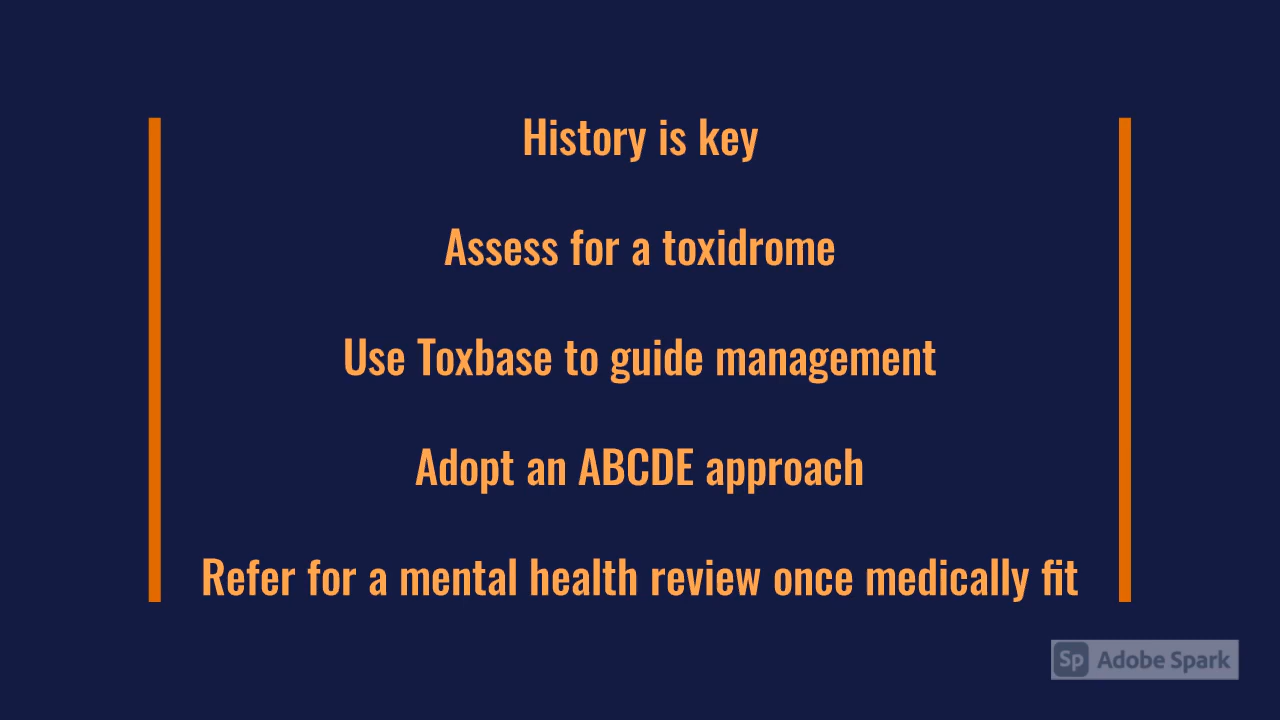 History is key
Assess for a toxidrome
Use Toxbase to guide management
Adopt an ABCDE approach
Refer for a mental health review once medically fit
Sp Adobe Spark